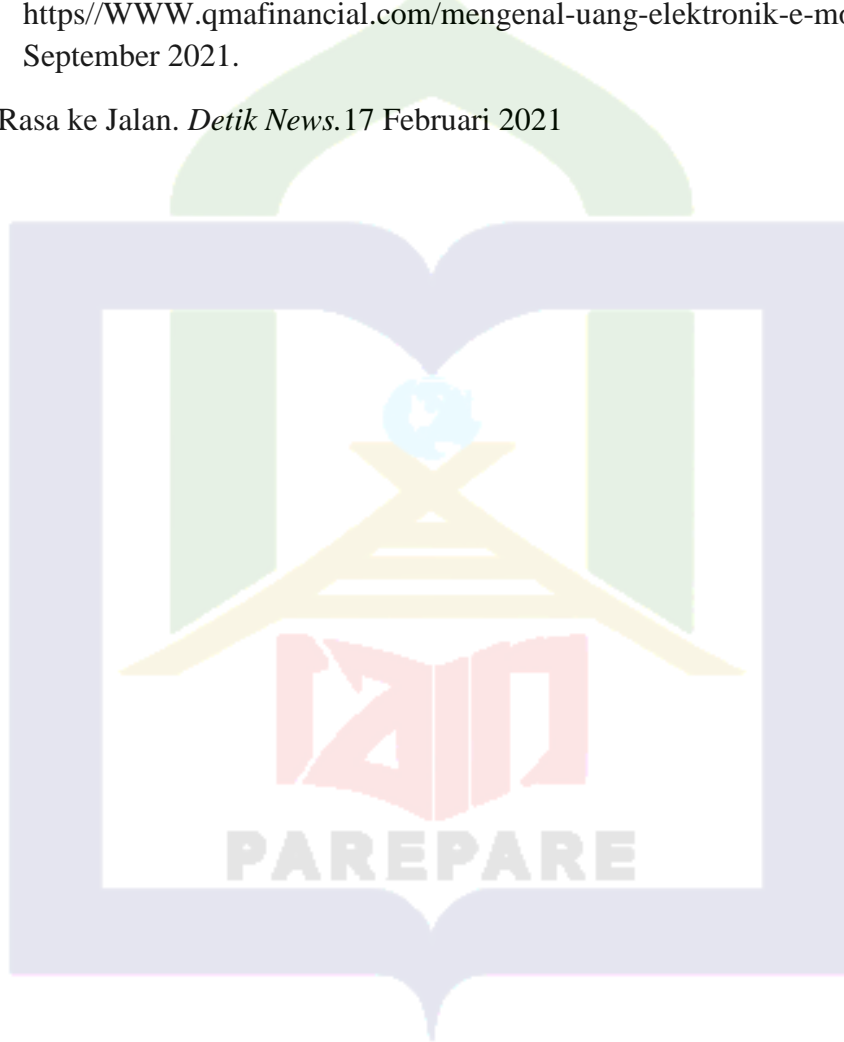 https//WWW.qmafinancial.com/mengenal-uang-elektronik-e-mo
September 2021.
Rasa ke Jalan. Detik News.17 Februari 2021
iain
PAREPARE